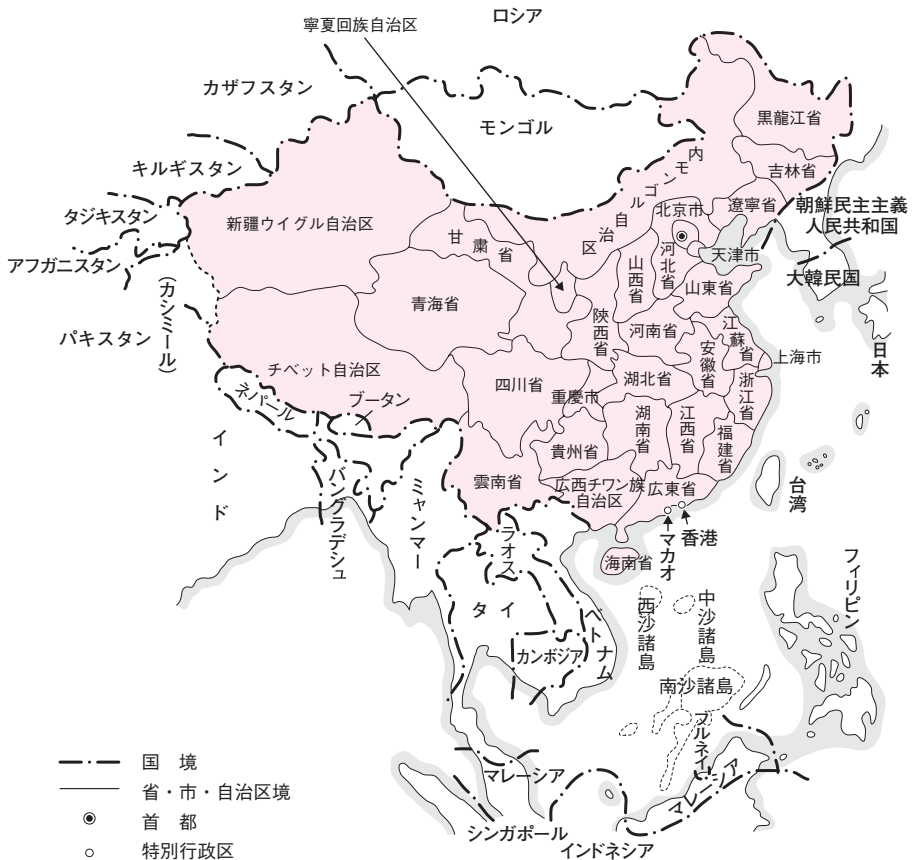 ロシア
寧夏回族自治区
カザフスタン
モンゴル
黒龍江省
キルギスタン
吉林省
内モンゴル自治区
タジキスタン
新疆ウイグル自治区
甘粛省
北京市
遼寧省
朝鮮民主主義
人民共和国
アフガニスタン
(カシミール)
天津市
河北省
山西省
大韓民国
青海省
山東省
パキスタン
陝西省
河南省
江蘇省
安徽省
上海市
日本
チベット自治区
四川省
重慶市
湖北省
浙江省
ネパール
ブータン
インド
湖南省
江西省
福建省
貴州省
雲南省
広西チワン族
自治区
広東省
台湾
バングラデシュ
ミャンマー
ラオス
マカオ
香港
海南省
フィリピン
タイ
ベトナム
西沙諸島
中沙諸島
カンボジア
南沙諸島
ブルネイ
マレーシア
マレーシア
シンガポール
インドネシア
国 境
省・市・自治区境
首 都
特別行政区